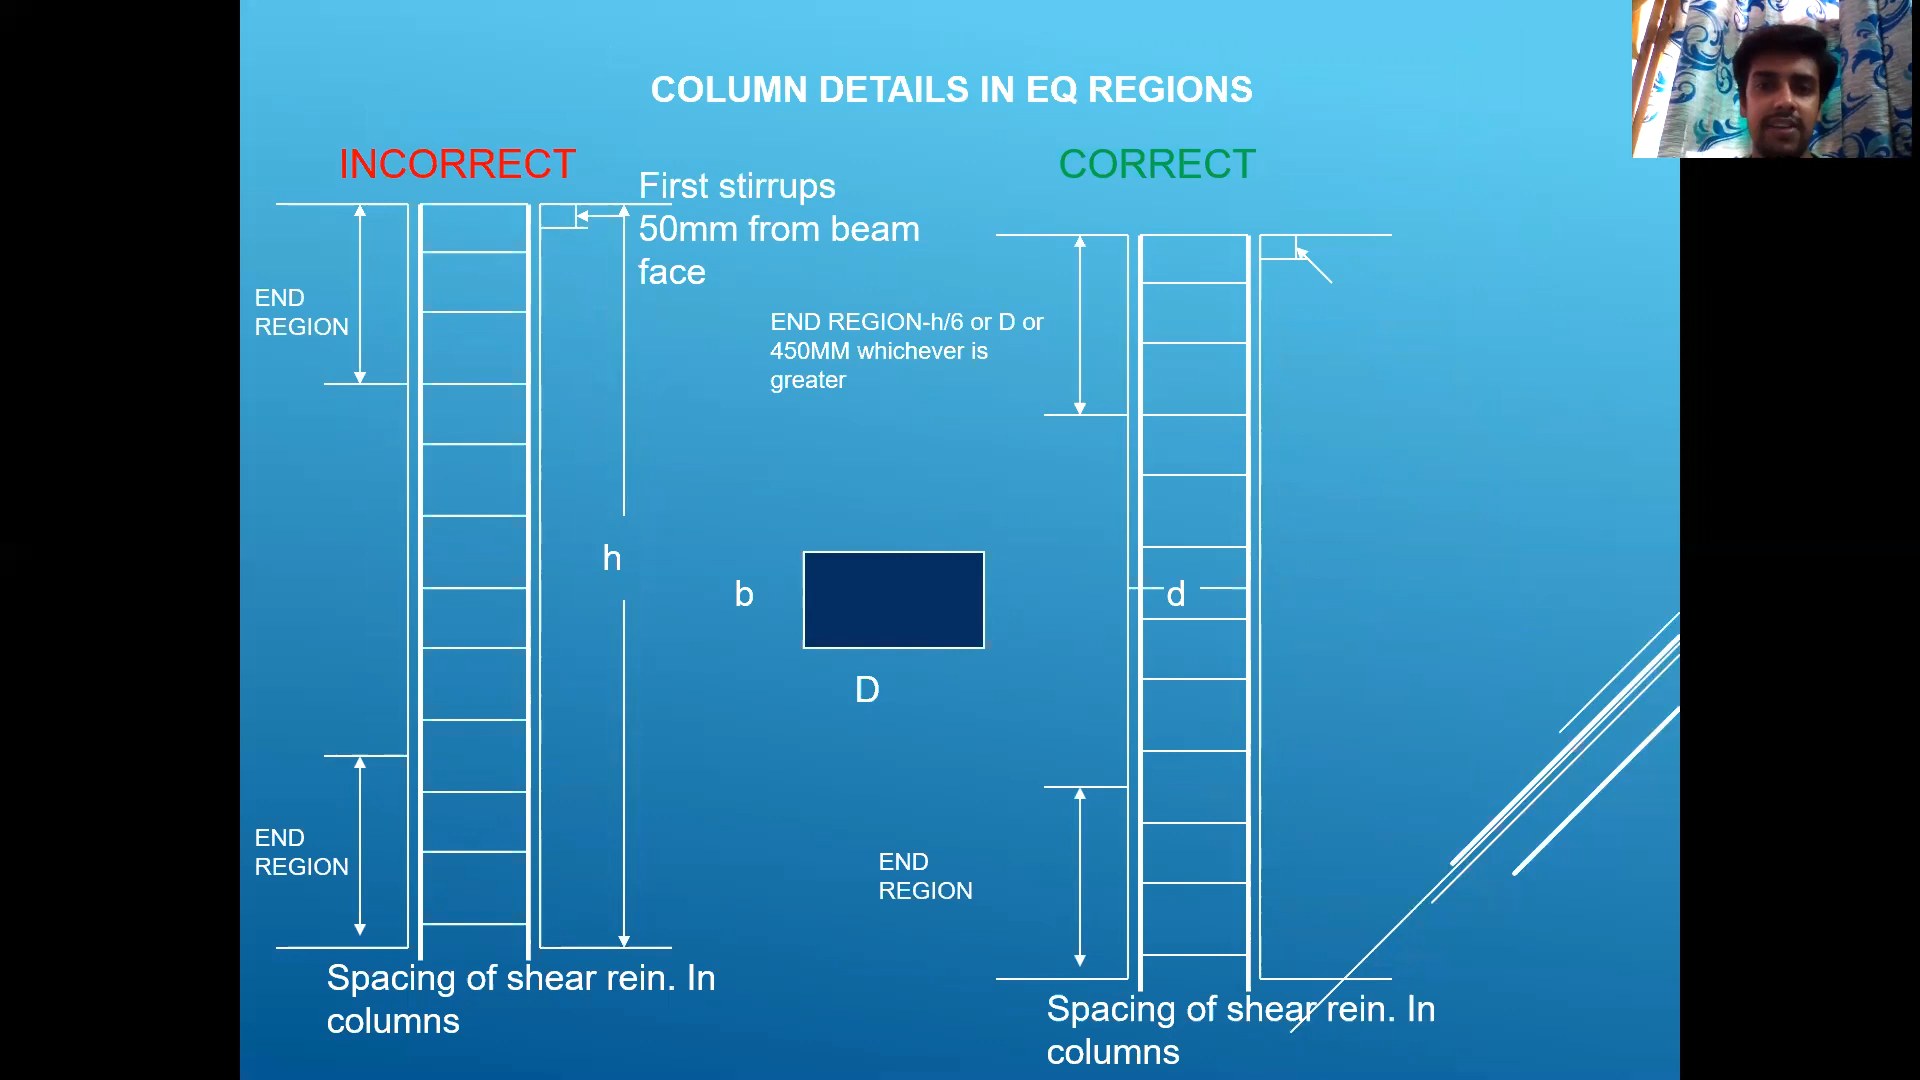 COLUMN DETAILS IN EQ REGIONS
INCORRECT
CORRECT
First stirrups
50mm from beam
face
END
REGION
END REGION-h/6 or D or
450MM whichever is
greater
h
b
d
D
END
REGION
END
REGION
Spacing of shear rein. In
columns
Spacing of shear rein. In
columns